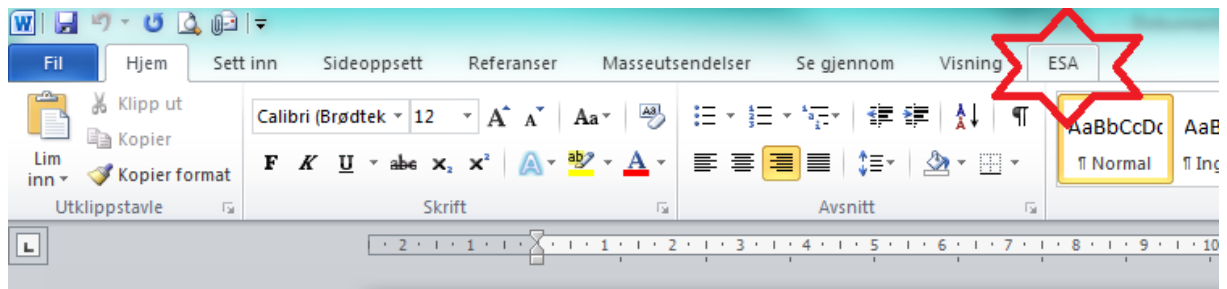 Fil Hjem Sett inn Sideoppsett Referanser Masseutsendelser Se gjennom Visning ESA
Klipp ut
Kopier
Kopier format
Lim
inn
Utklippstavle
Calibri (Brødtek 12 A A Aa
F K U abe x₂ x² A ab A
Skrift
Avsnitt
AaBbCcDc AaB
¶ Normal ¶ Ing
2 1 1 2 3 4 5 6 7 8 9 10